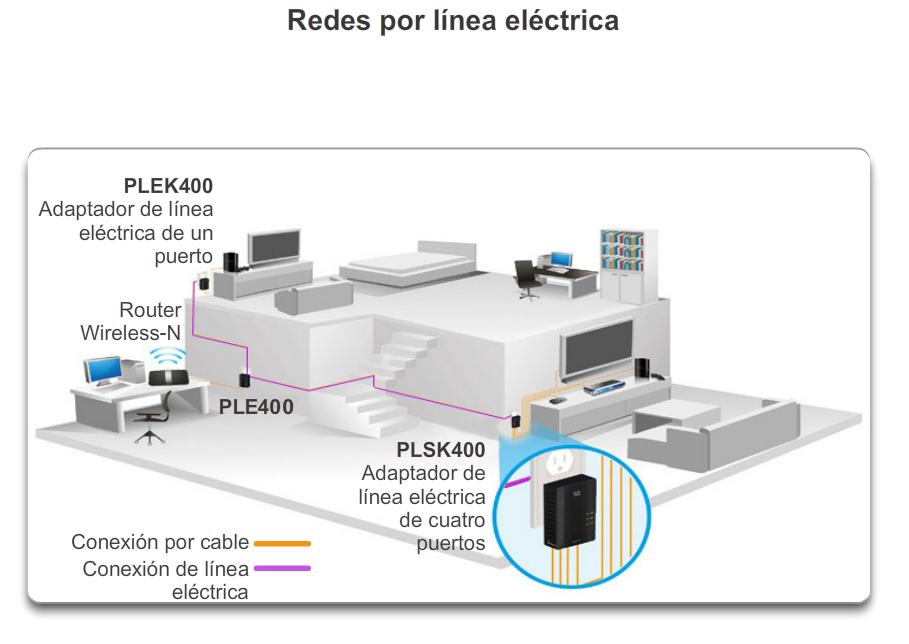 Redes por línea eléctrica
PLEK400
Adaptador de línea
eléctrica de un
puerto
Router
Wireless-N
PLE400
PLSK400
Adaptador de
línea eléctrica
de cuatro
puertos
Conexión por cable
Conexión de línea
eléctrica